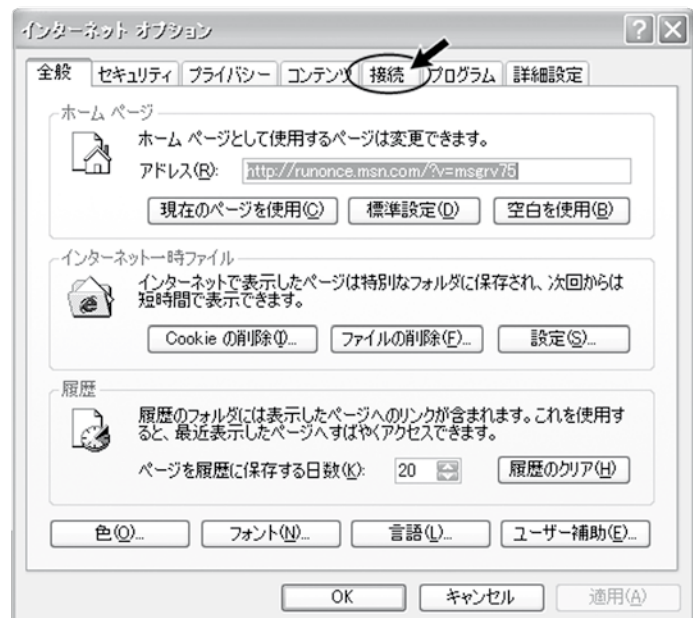 インターネット オプション
全般 セキュリティ プライバシー コンテンツ 接続 プログラム 詳細設定
ホーム ページ
ホーム ページとして使用するページは変更できます。
アドレス(R): http://runonce.msn.com/?v=msgrv75
現在のページを使用(C) 標準設定(D) 空白を使用(B)
インターネット一時ファイル
インターネットで表示したページは特別なフォルダに保存され、次回からは
短時間で表示できます。
Cookie の削除(I)... ファイルの削除(F)... 設定(S)...
履歴
履歴のフォルダには表示したページへのリンクが含まれます。これを使用す
ると、最近表示したページへすばやくアクセスできます。
ページを履歴に保存する日数(K): 20 履歴のクリア(H)
色(O)... フォント(N)... 言語(L)... ユーザー補助(E)...
OK キャンセル 適用(A)